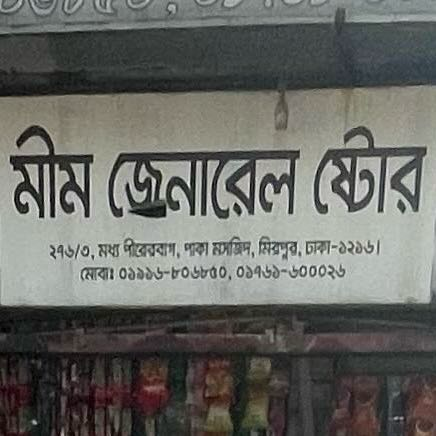 মীম জেনারেল ষ্টোর
২৭৬/৩, মধ্য পীরেরবাগ, পাকা মসজিদ, মিরপুর, ঢাকা-১২১৬।
মোবাঃ ০১৯১৬-৮০৬৮৫০, ০১৭৬১-৬০০০২৬